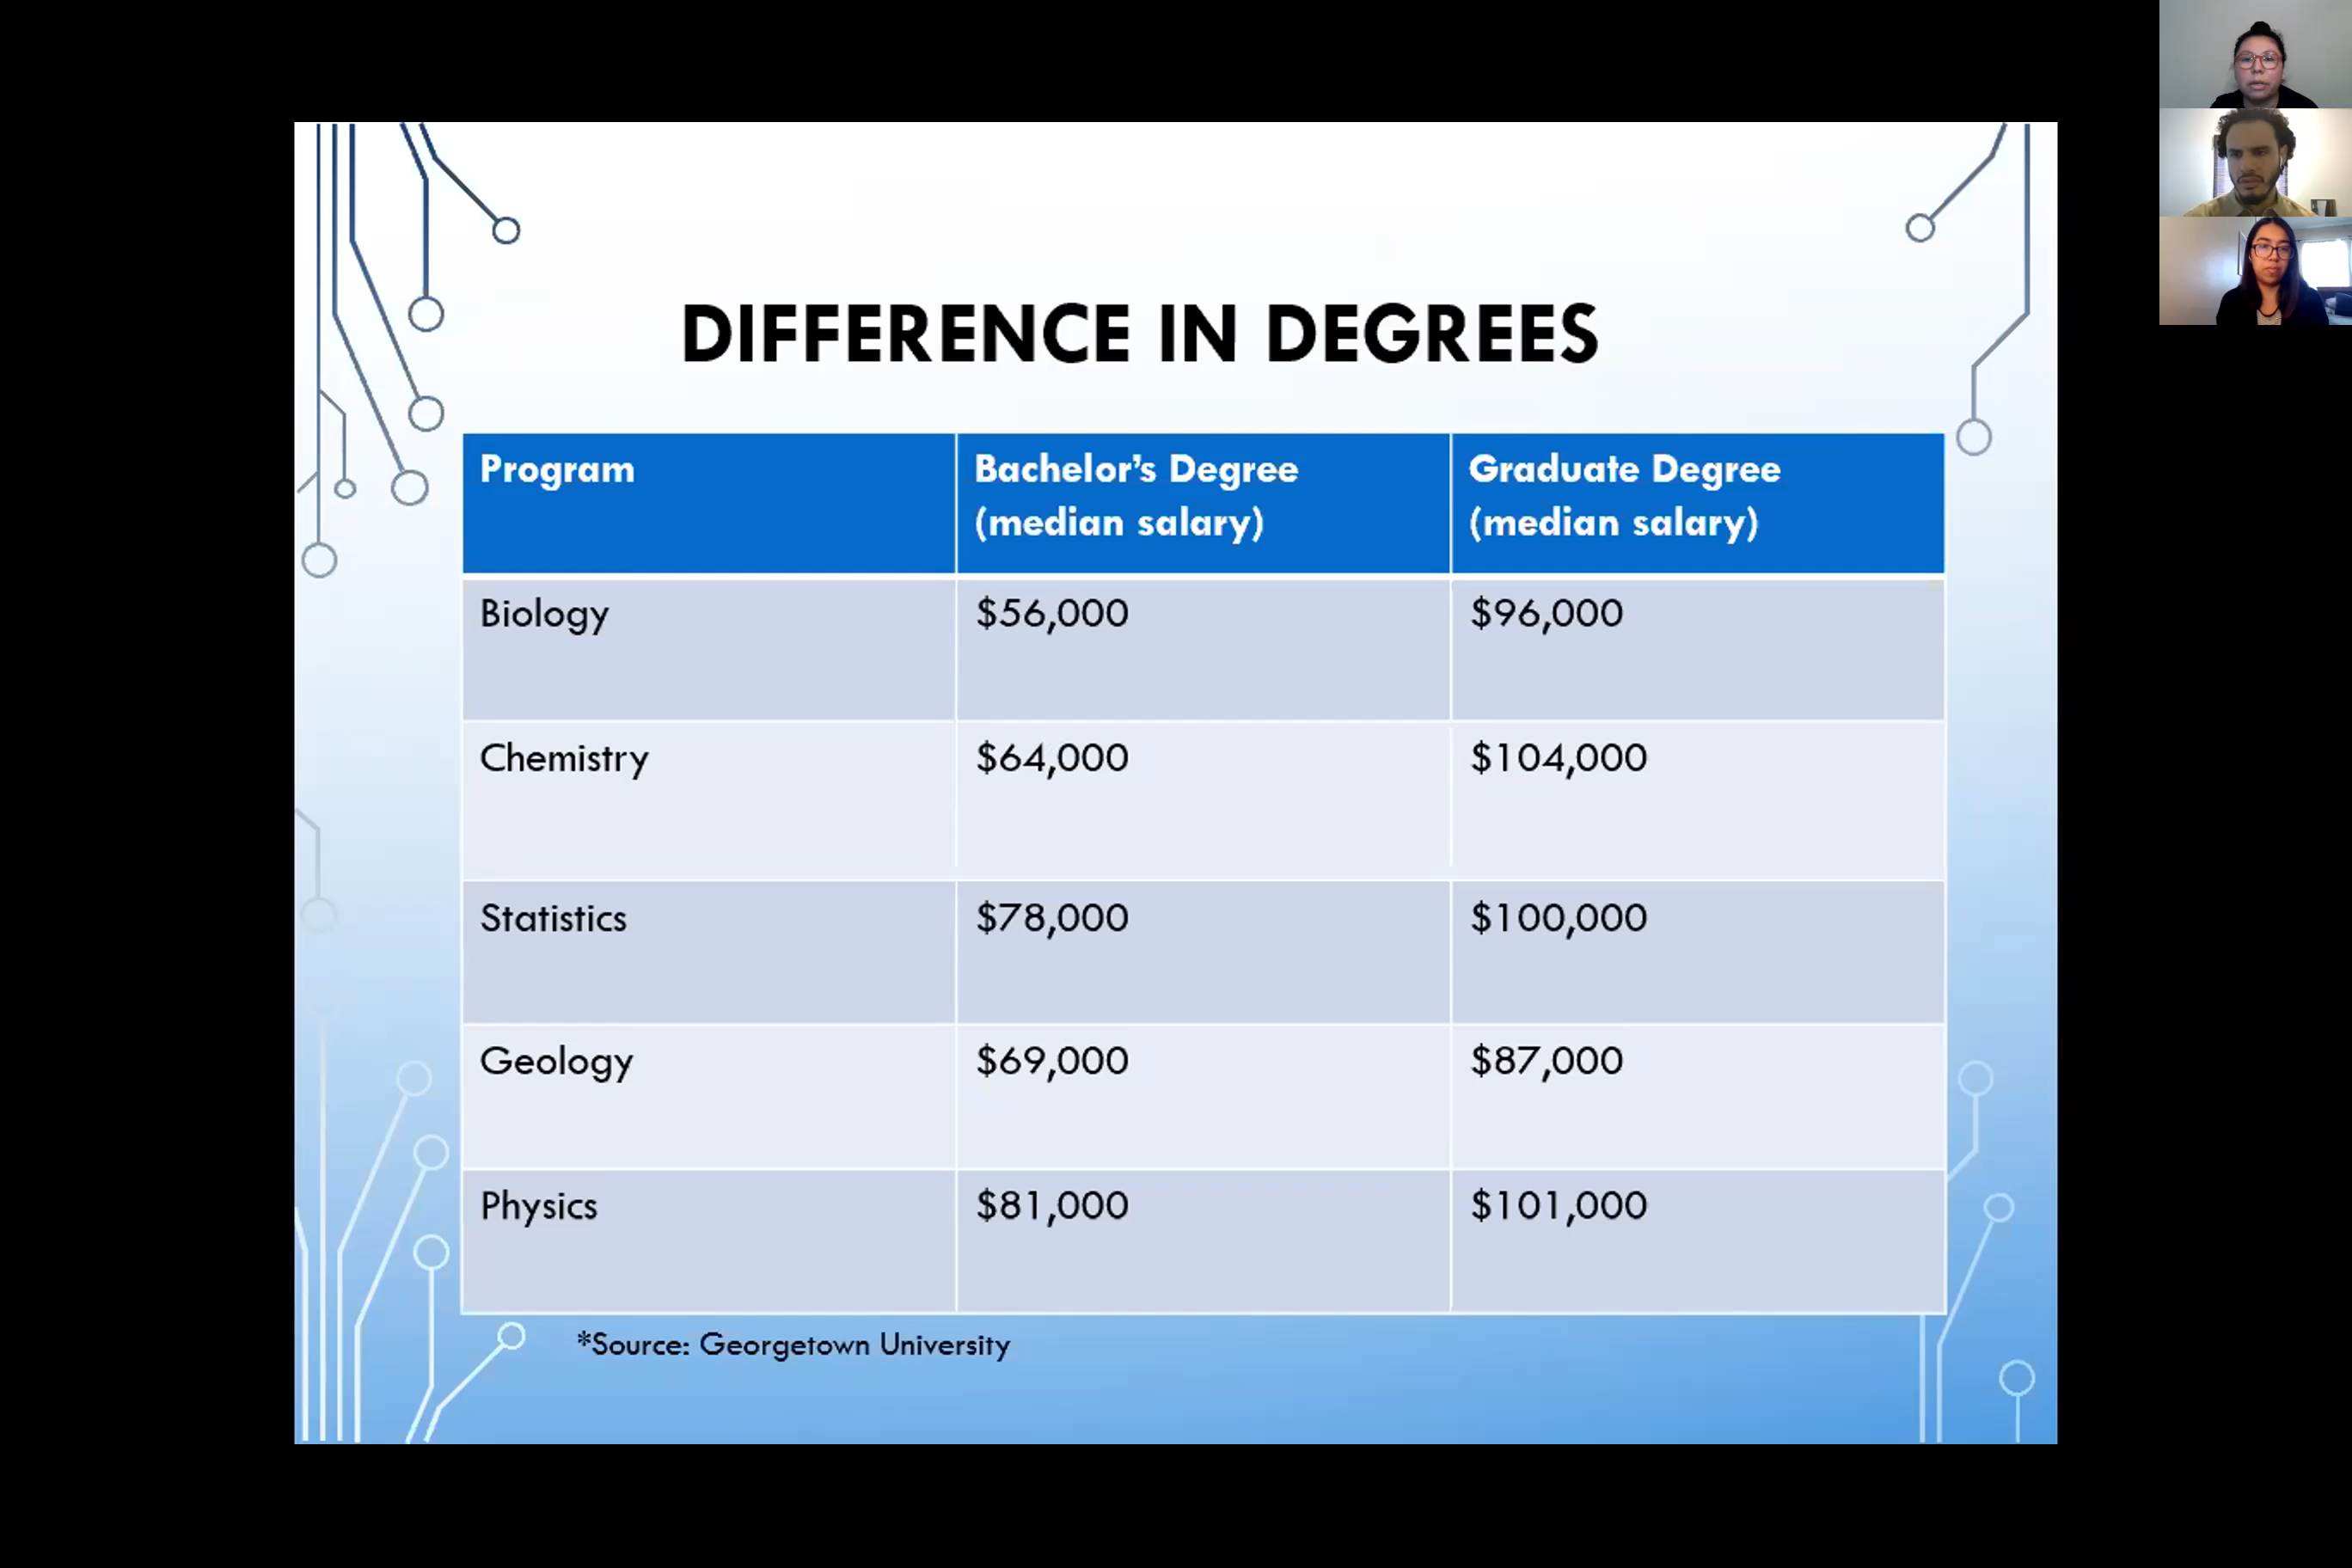 DIFFERENCE IN DEGREES
Program
Bachelor's Degree
(median salary)
Graduate Degree
(median salary)
Biology
$56,000
$96,000
Chemistry
$64,000
$104,000
Statistics
$78,000
$100,000
Geology
$69,000
$87,000
Physics
$81,000
$101,000
*Source: Georgetown University